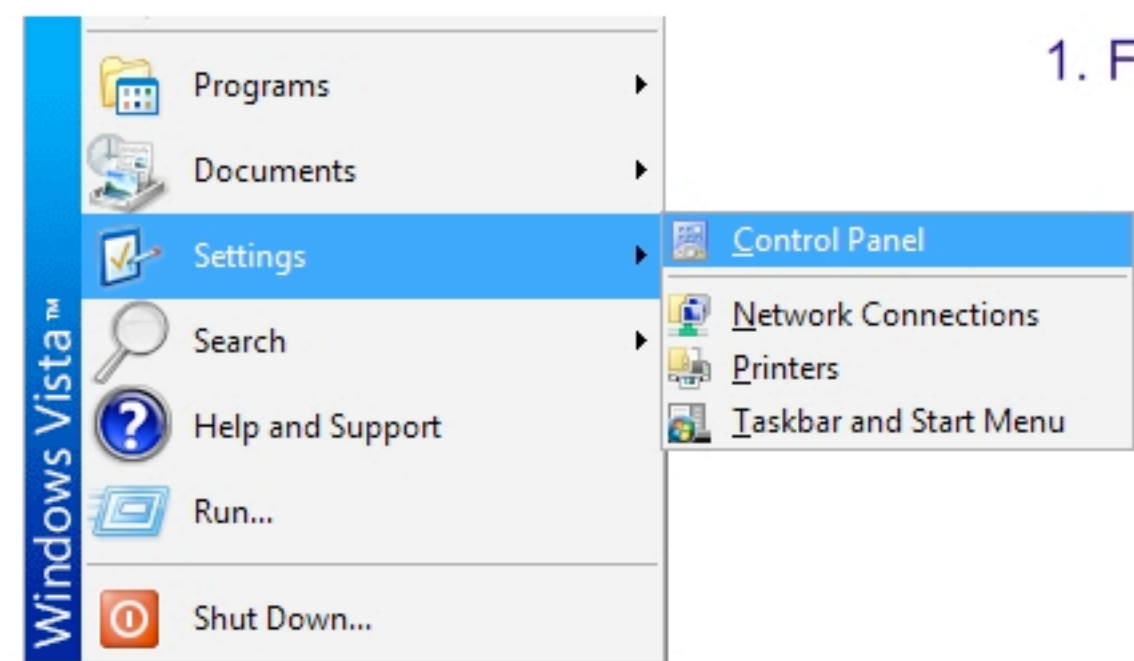 1. F
Programs
Documents
Settings
Control Panel
Network Connections
Printers
Taskbar and Start Menu
Search
Help and Support
Run...
Shut Down...
Windows Vista™